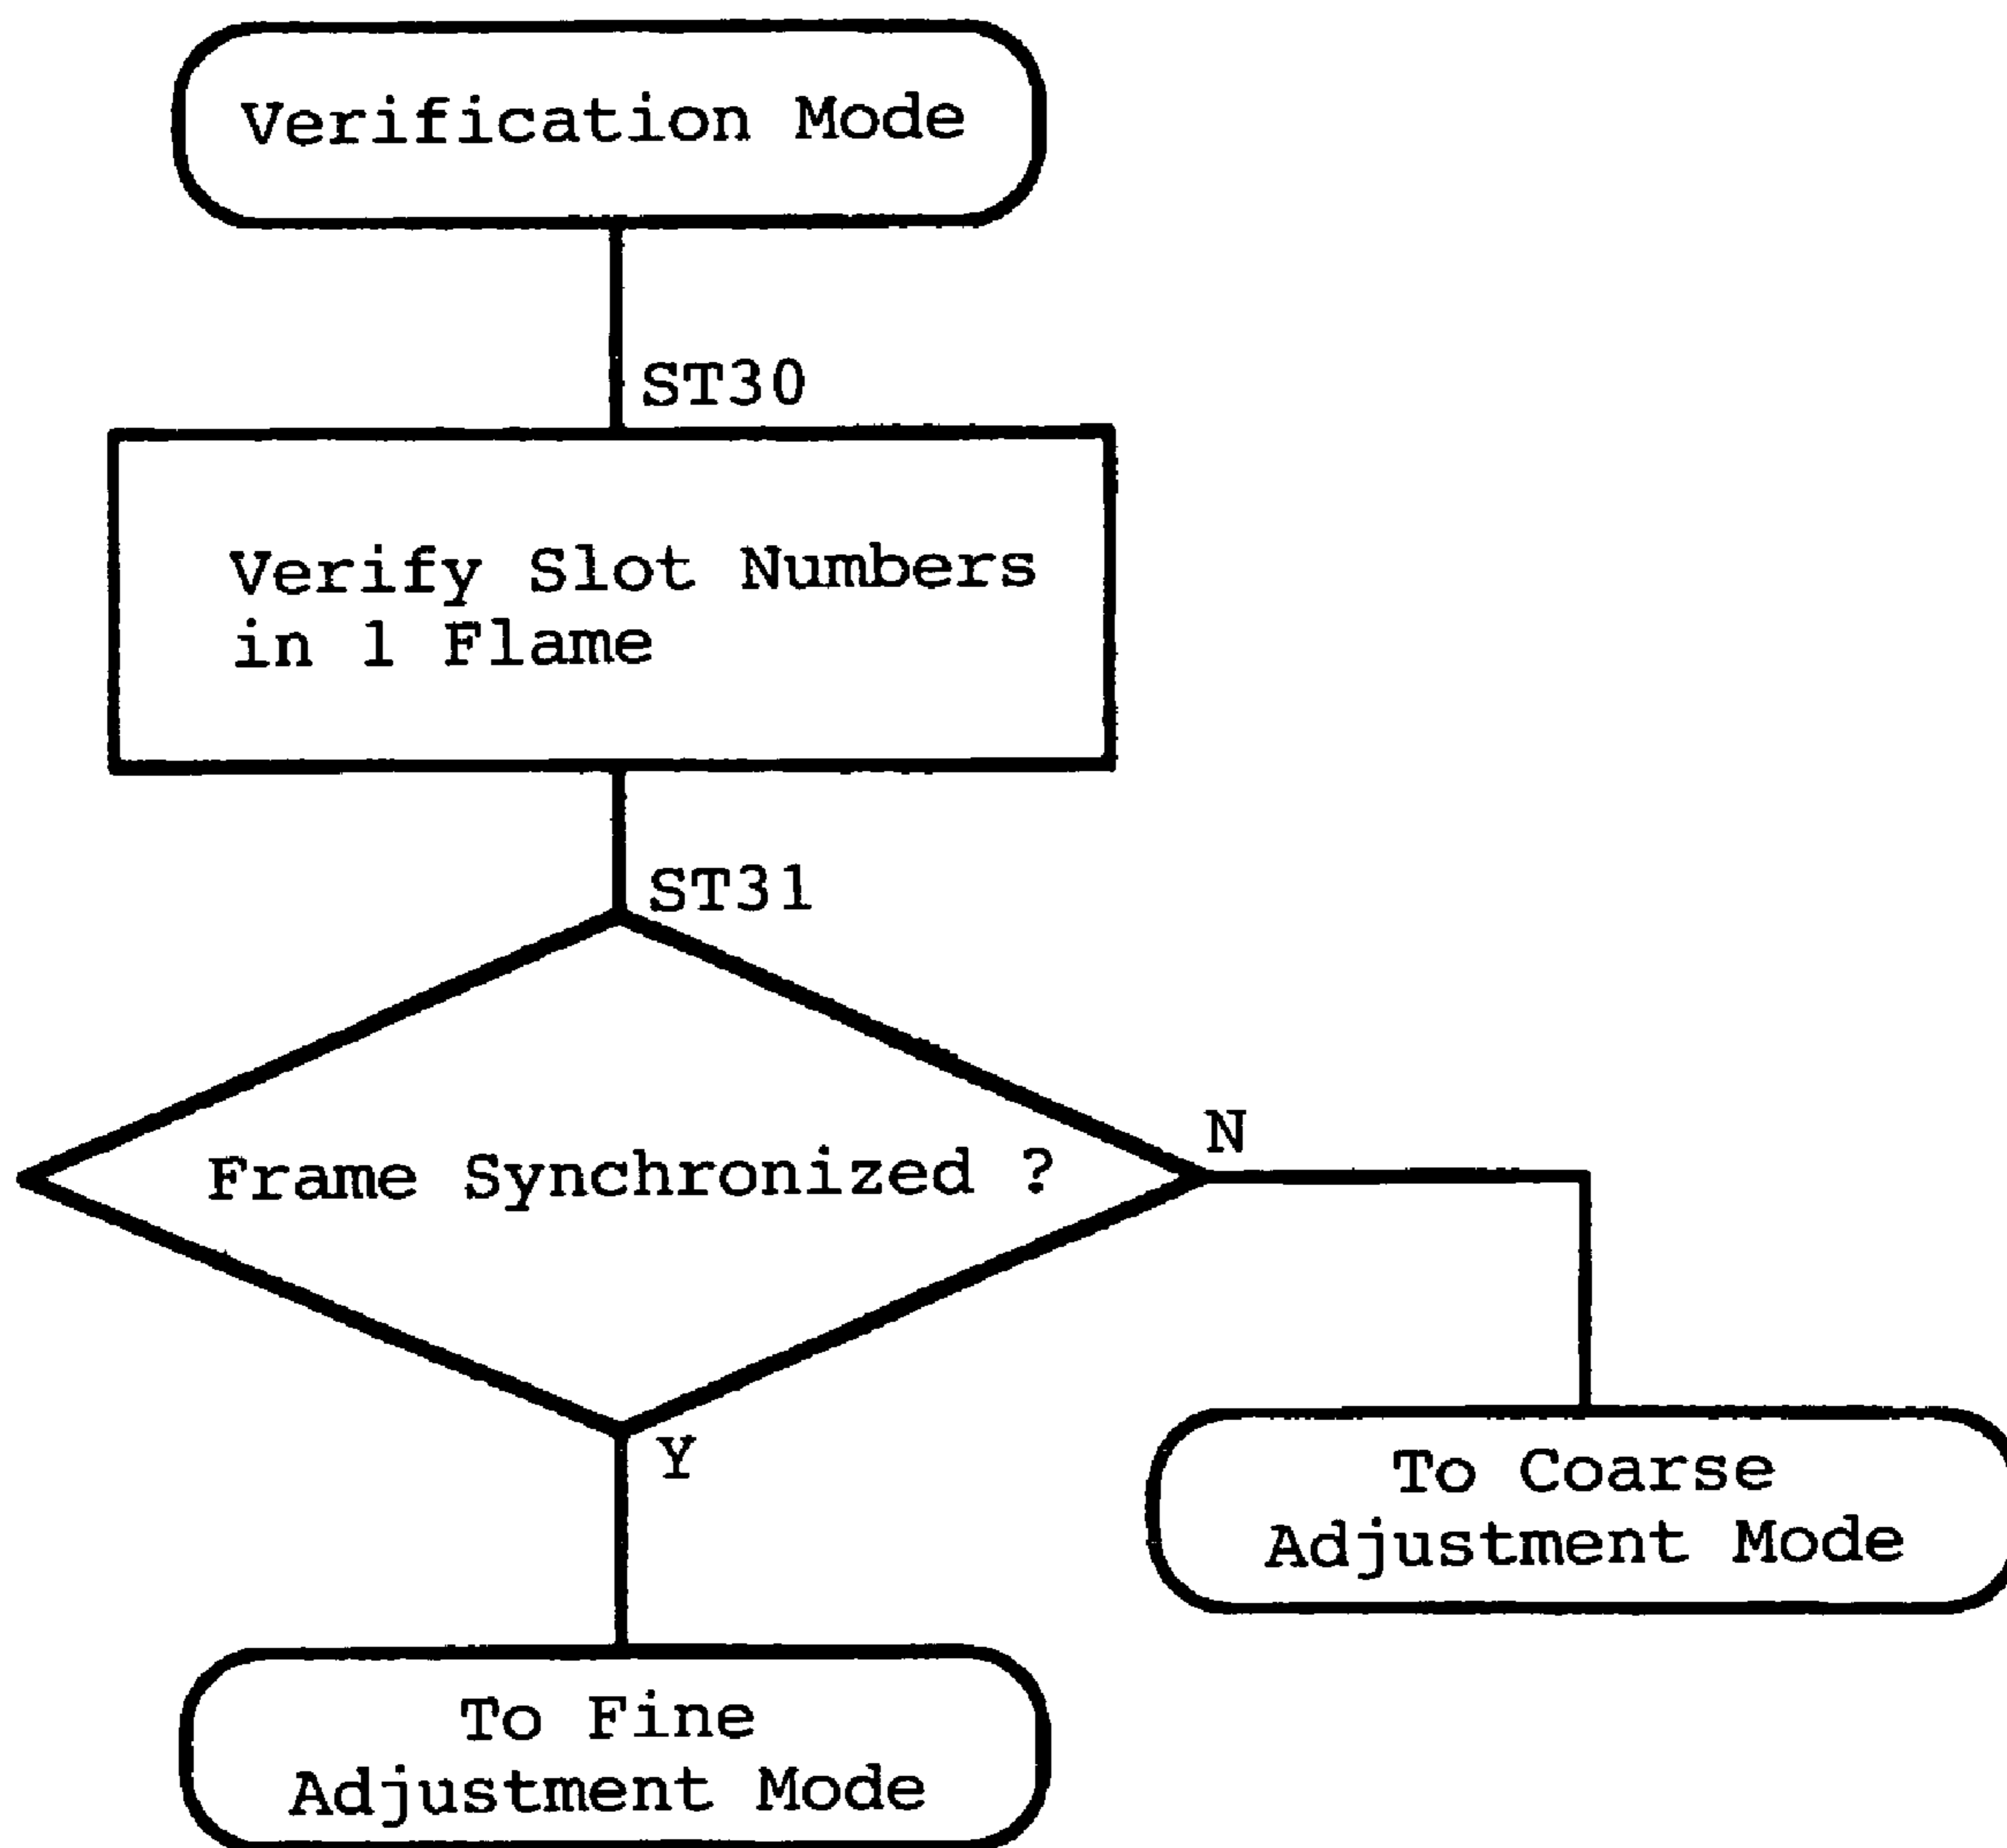 Verification Mode
ST30
Verify Slot Numbers
in 1 Flame
ST31
Frame Synchronized ?
N
Y
To Coarse
Adjustment Mode
To Fine
Adjustment Mode